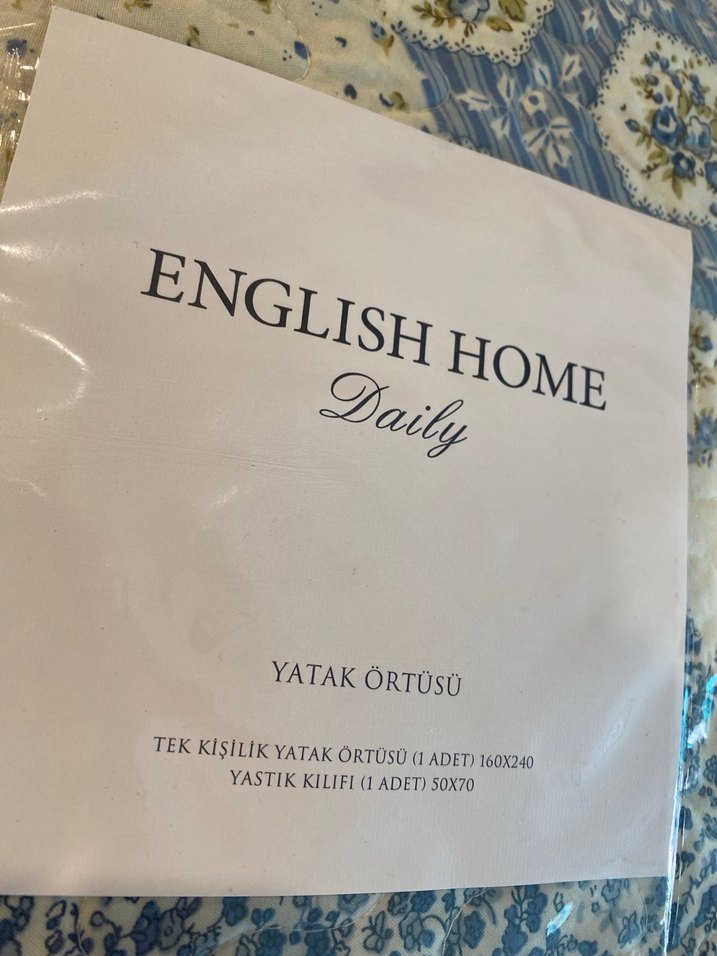 ENGLISH HOME
Daily
YATAK ÖRTÜSÜ
TEK KİŞİLİK YATAK ÖRTÜSÜ (1 ADET) 160X240
YASTIK KILIFI (1 ADET) 50X70